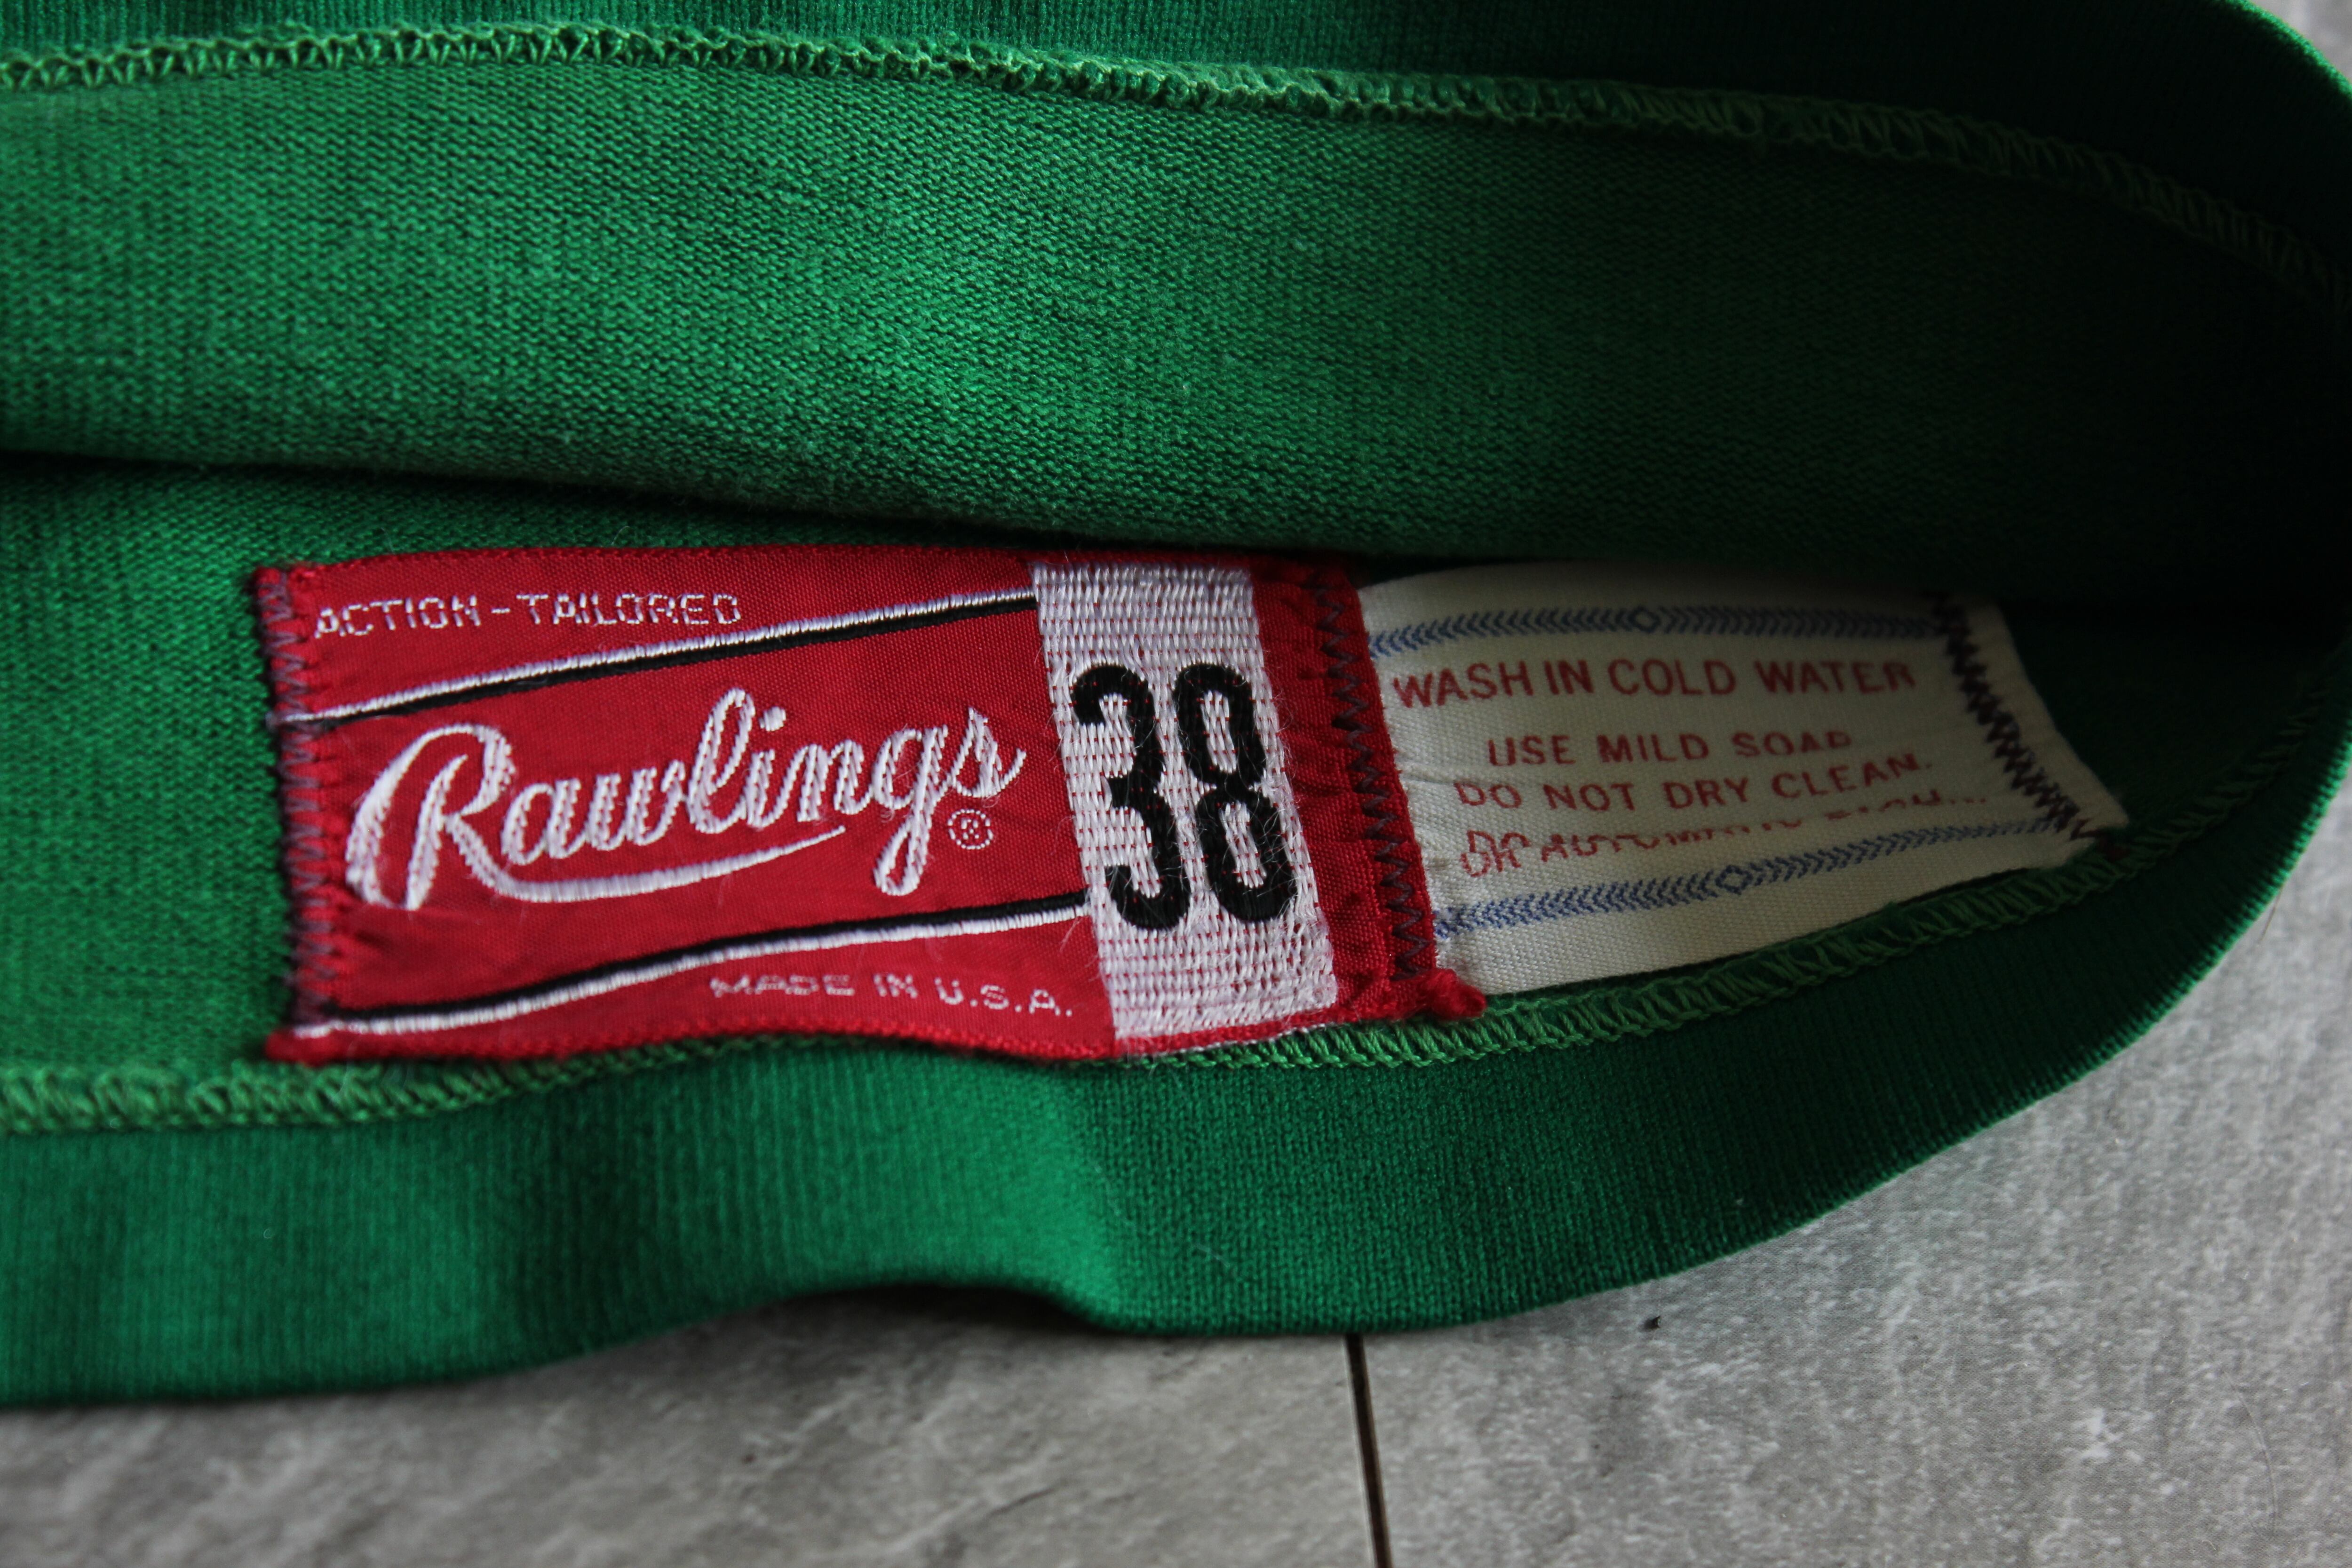 ACTION-TAILORED
Rawlings®
MADE IN U.S.A.
38
WASH IN COLD WATER
USE MILD SOAP
DO NOT DRY CLEAN.